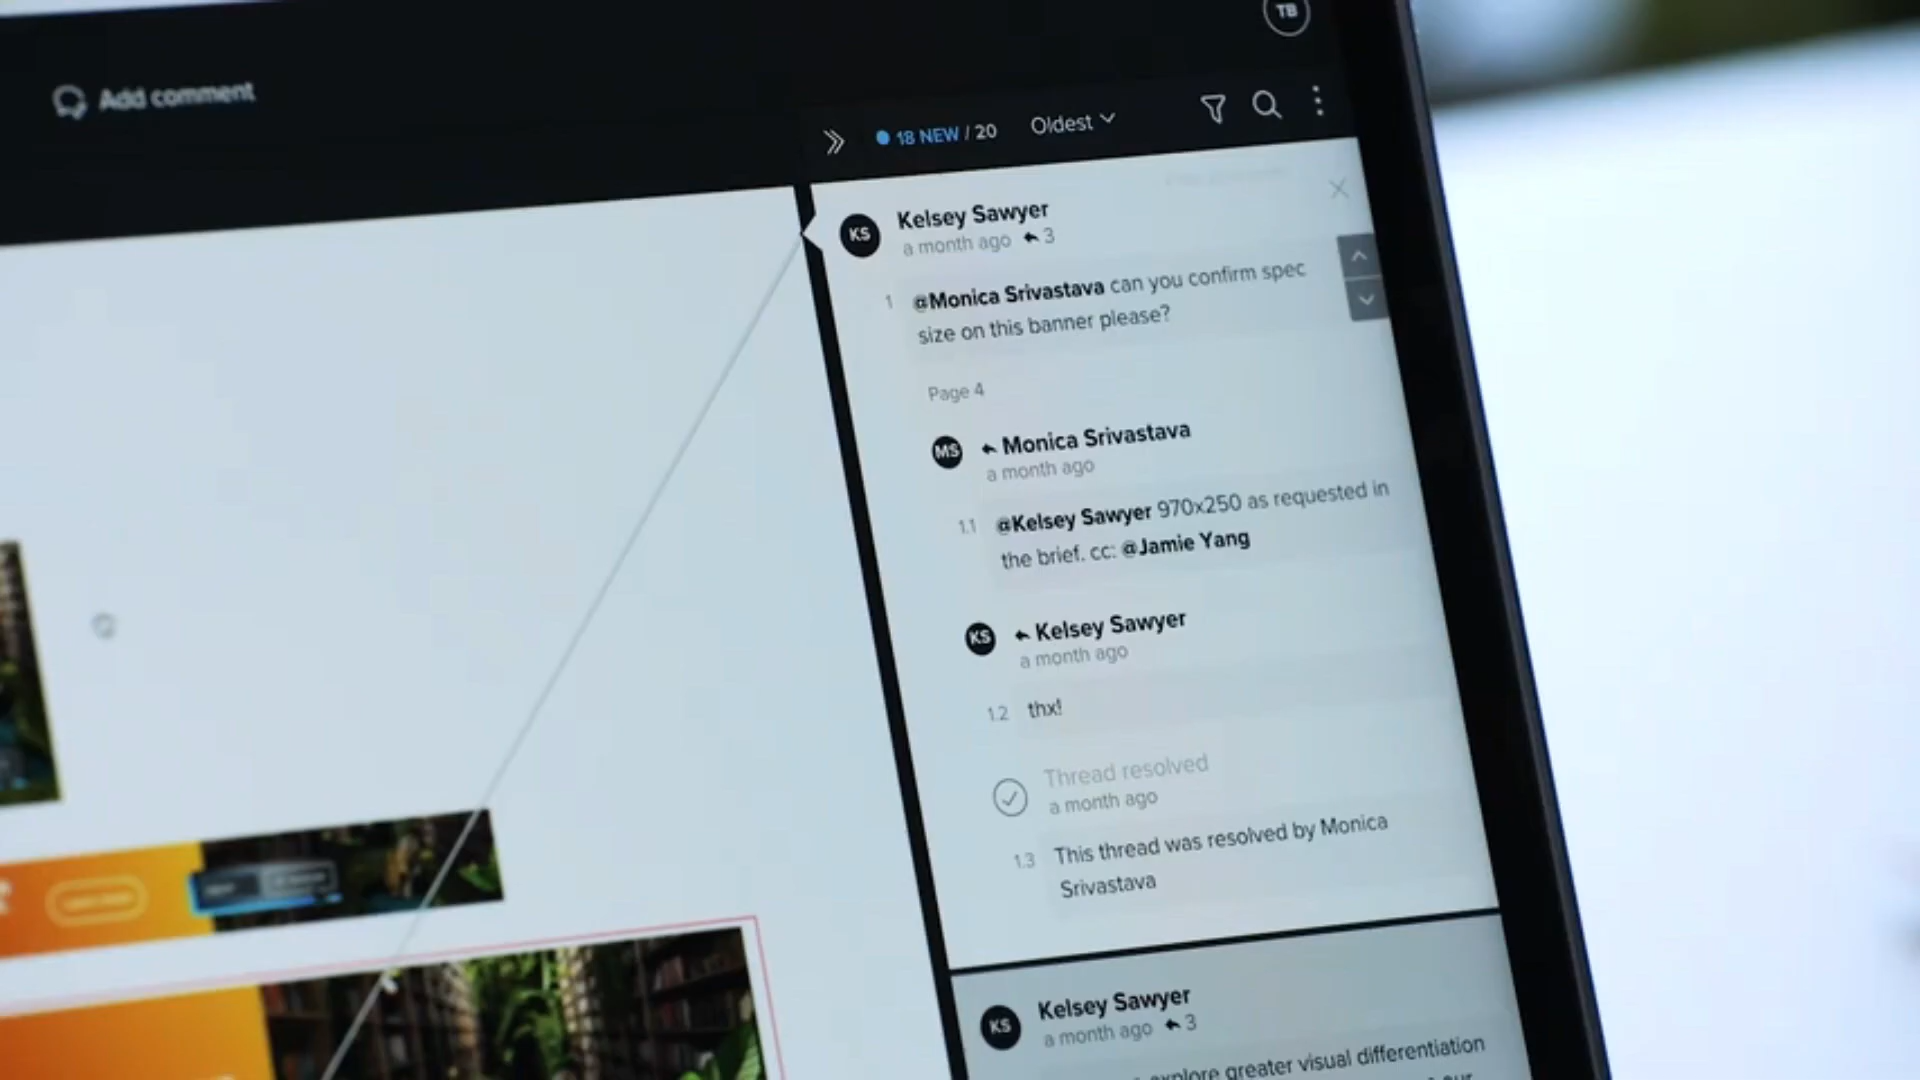 TB
Add comment
18 NEW / 20
Oldest
KS
Kelsey Sawyer
a month ago 3
1 @Monica Srivastava can you confirm spec
size on this banner please?
Page 4
MS
Monica Srivastava
a month ago
1.1 @Kelsey Sawyer 970x250 as requested in
the brief. cc: @Jamie Yang
KS
Kelsey Sawyer
a month ago
1.2 thx!
Thread resolved
a month ago
1.3 This thread was resolved by Monica
Srivastava
KS
Kelsey Sawyer
a month ago 3
explore greater visual differentiation